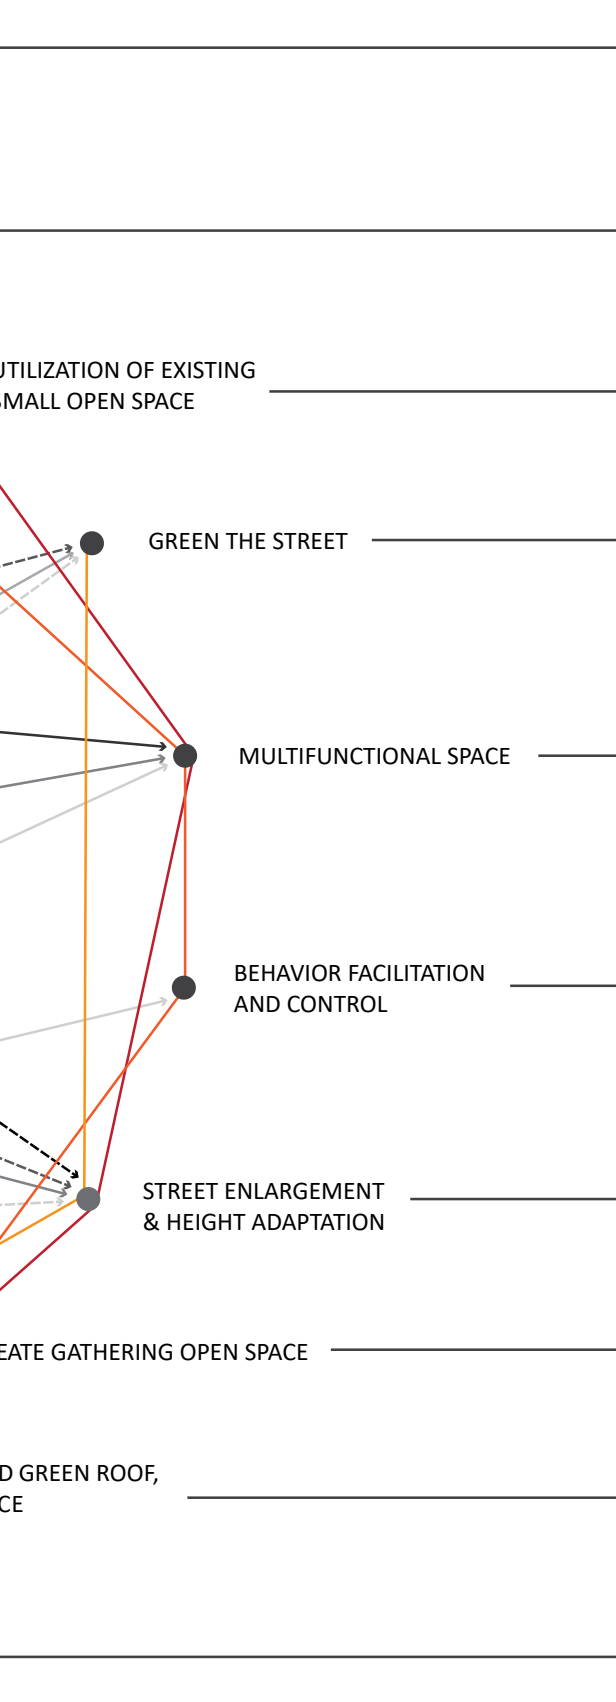 UTILIZATION OF EXISTING
SMALL OPEN SPACE
GREEN THE STREET
MULTIFUNCTIONAL SPACE
BEHAVIOR FACILITATION
AND CONTROL
STREET ENLARGEMENT
& HEIGHT ADAPTATION
EATE GATHERING OPEN SPACE
D GREEN ROOF,
CE